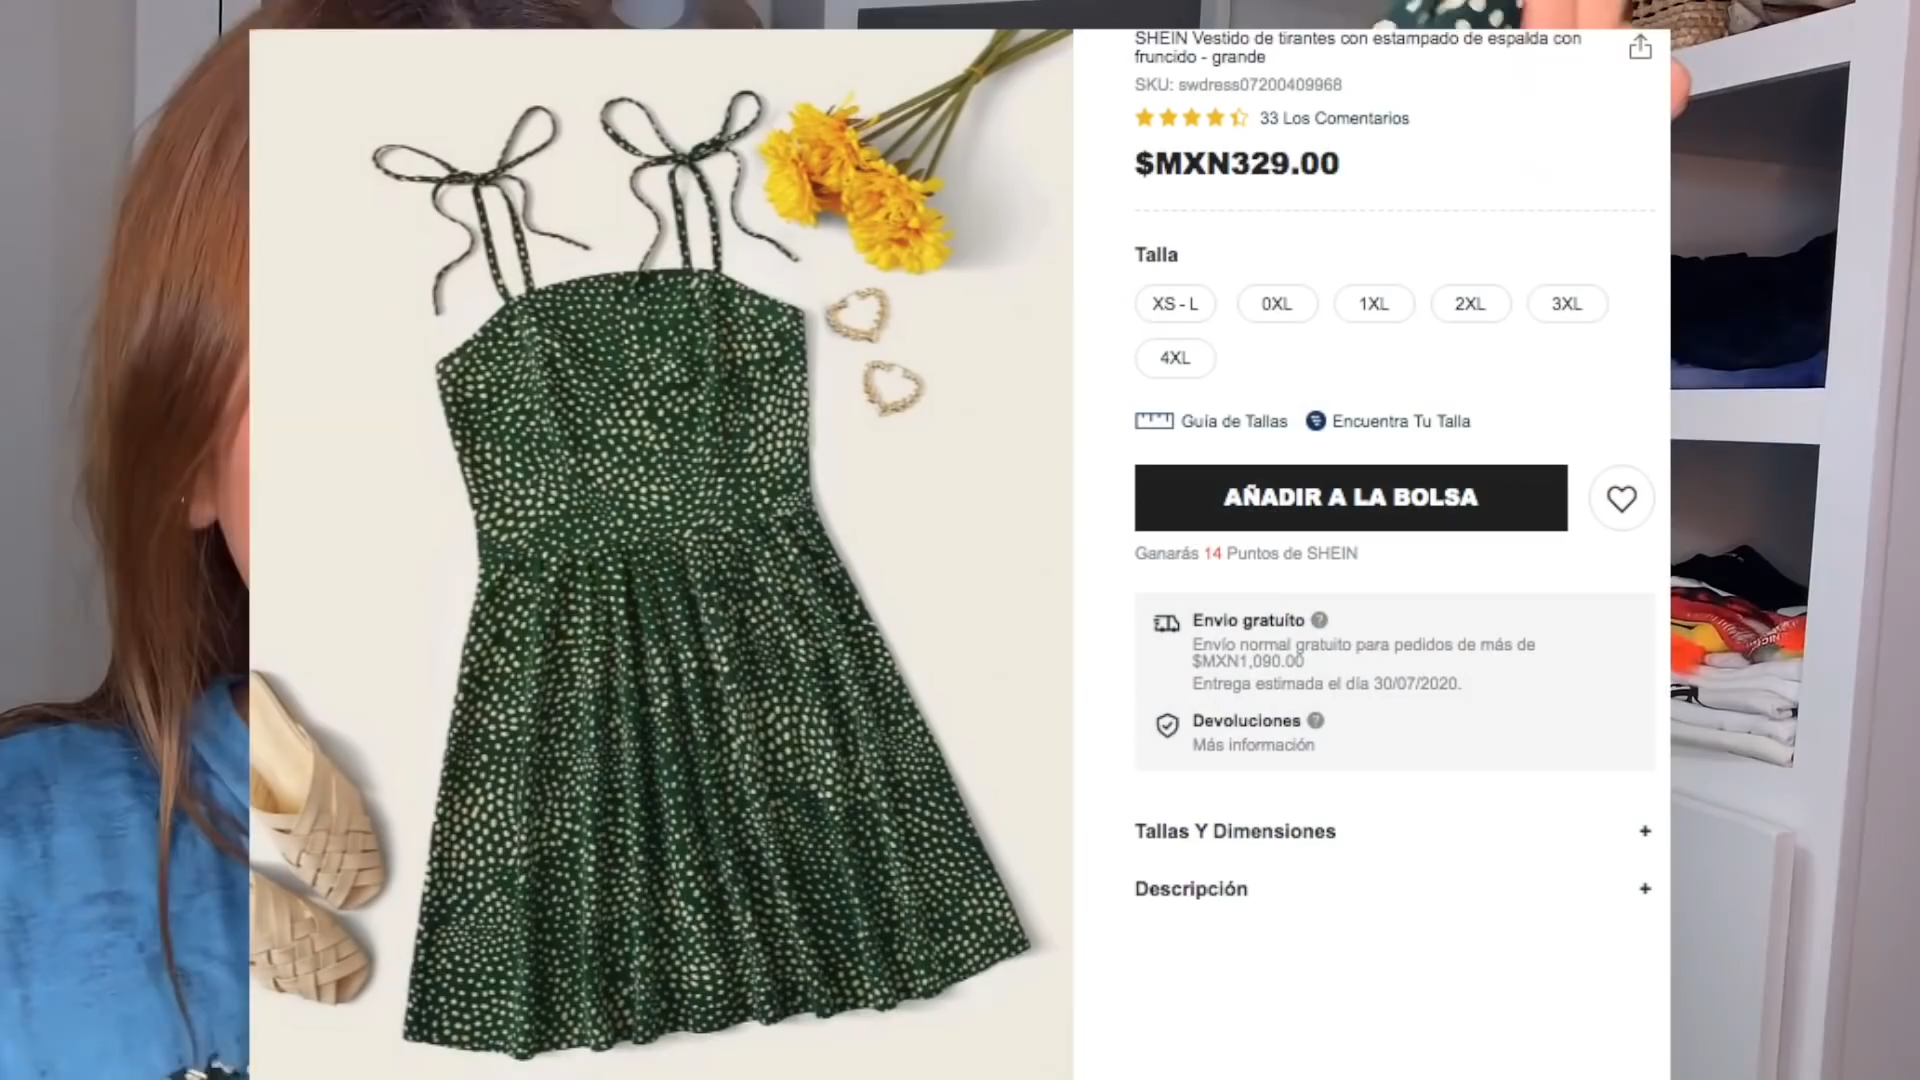 SHEIN Vestido de tirantes con estampado de espalda con
fruncido - grande
SKU: swdress07200409968
33 Los Comentarios
$MXN329.00
Talla
XS - L
0XL
1XL
2XL
3XL
4XL
Guía de Tallas
Encuentra Tu Talla
AÑADIR A LA BOLSA
Ganarás 14 Puntos de SHEIN
Envio gratuito ?
Envío normal gratuito para pedidos de más de
$MXN1,090.00
Entrega estimada el día 30/07/2020.
Devoluciones ?
Más información
Tallas Y Dimensiones +
Descripción +